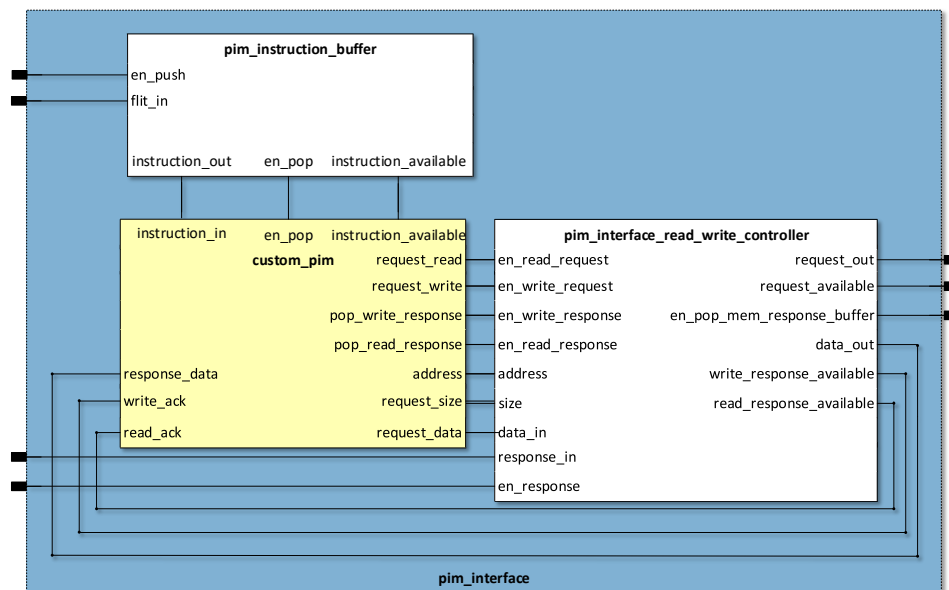 pim_instruction_buffer
en_push
flit_in
instruction_out en_pop instruction_available
instruction_in en_pop instruction_available
custom_pim
request_read
request_write
pop_write_response
pop_read_response
response_data address
write_ack request_size
read_ack request_data
pim_interface_read_write_controller
en_read_request request_out
en_write_request request_available
en_write_response en_pop_mem_response_buffer
en_read_response data_out
address write_response_available
size read_response_available
data_in
response_in
en_response
pim_interface